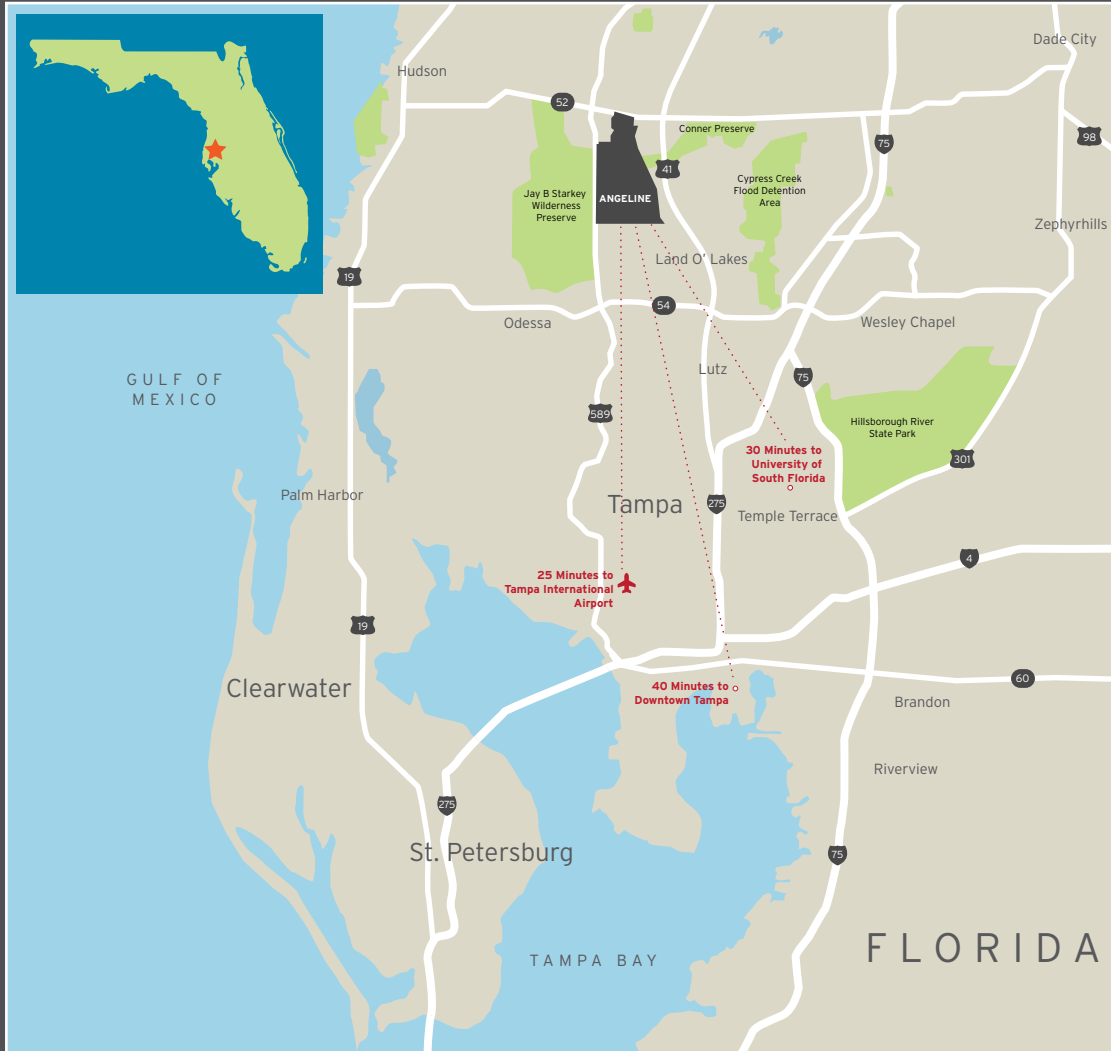 Dade City
Hudson
52
Conner Preserve
98
75
41
Jay B Starkey
Wilderness
Preserve
ANGELINE
Cypress Creek
Flood Detention
Area
Zephyrhills
Land O' Lakes
19
54
Odessa
Wesley Chapel
GULF OF
MEXICO
Lutz
75
589
Hillsborough River
State Park
30 Minutes to
University of
South Florida
301
Palm Harbor
Tampa
275
Temple Terrace
4
25 Minutes to
Tampa International
Airport
19
Clearwater
40 Minutes to
Downtown Tampa
60
Brandon
Riverview
275
St. Petersburg
75
FLORIDA
TAMPA BAY